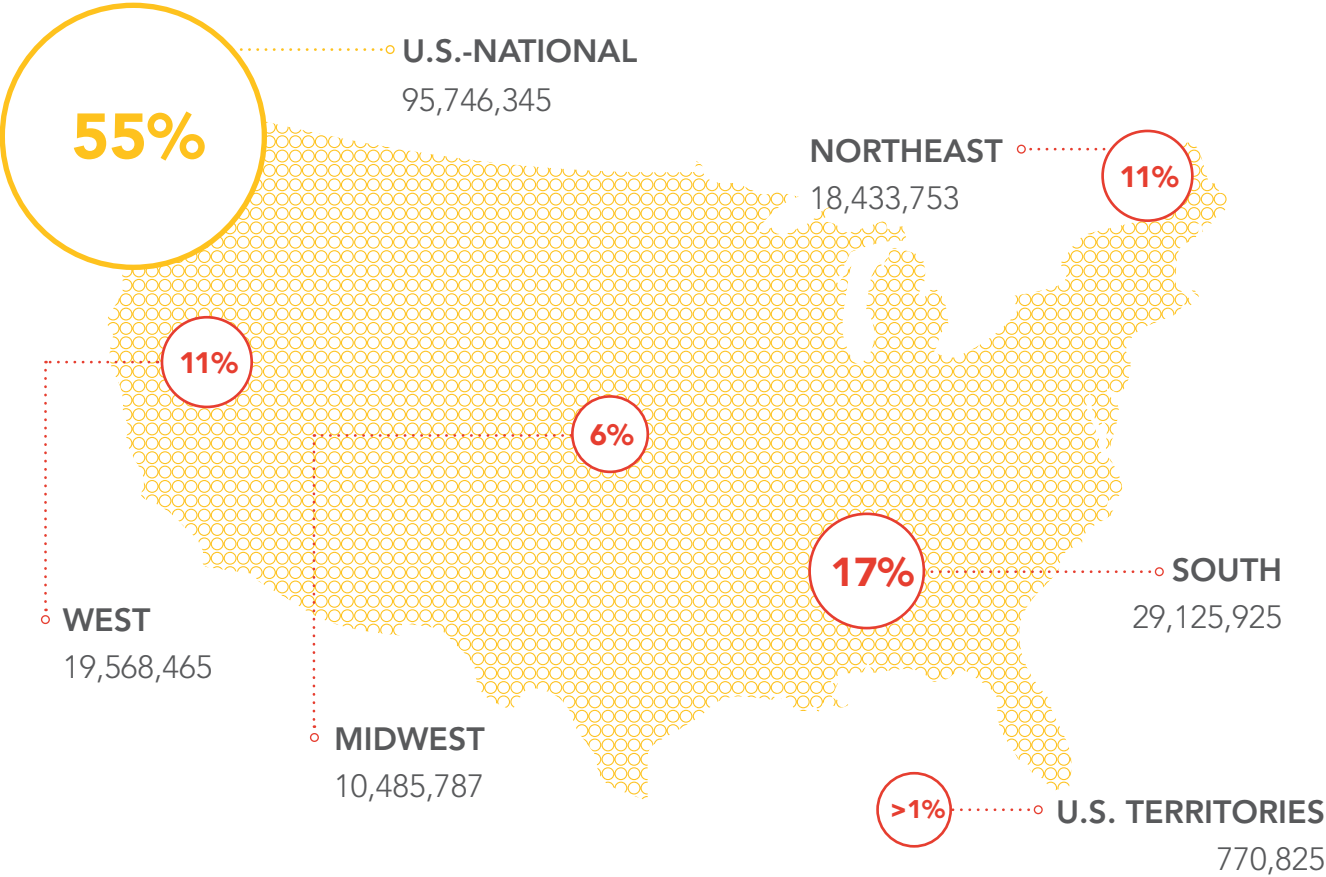 U.S.-NATIONAL
95,746,345
55%
NORTHEAST
18,433,753
11%
11%
WEST
19,568,465
6%
MIDWEST
10,485,787
17%
SOUTH
29,125,925
>1%
U.S. TERRITORIES
770,825